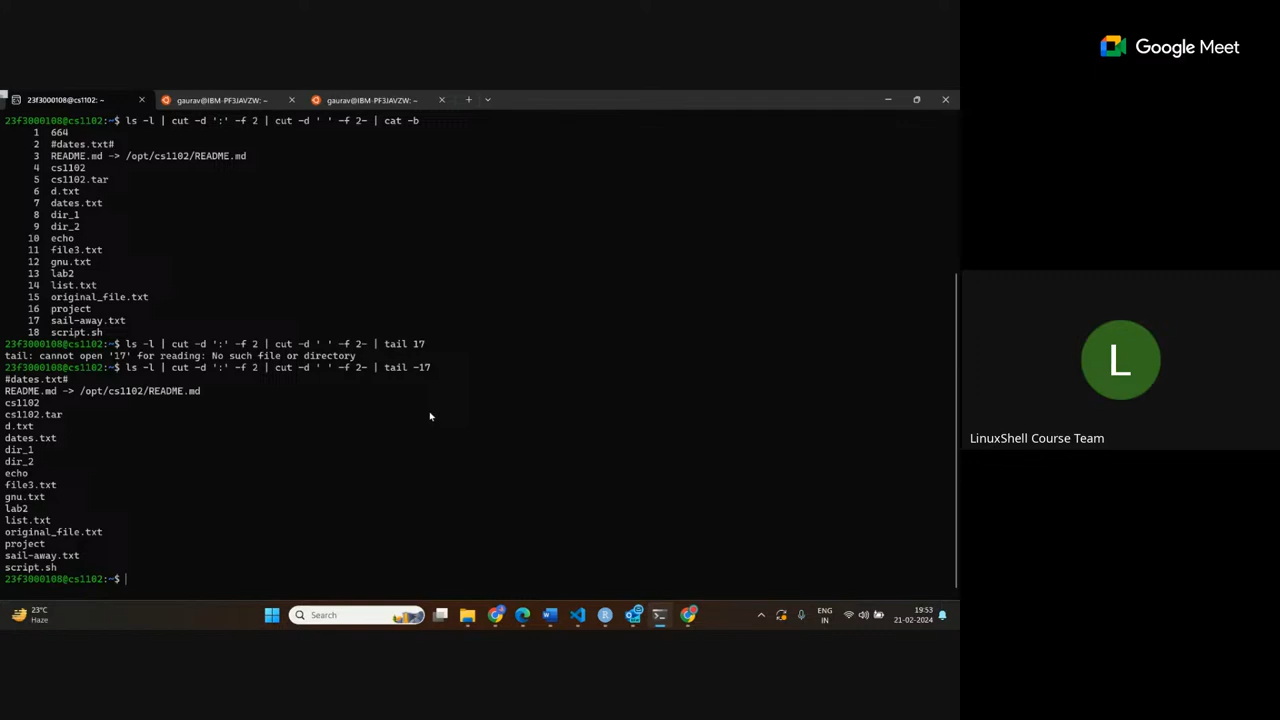 Google Meet
23f3000108@cs1102: ~
gaurav@IBM-PF3JAVZW: ~
gaurav@IBM-PF3JAVZW: ~
23f3000108@cs1102:~$ ls -l | cut -d ':' -f 2 | cut -d ' ' -f 2- | cat -b
1 664
2 #dates.txt#
3 README.md -> /opt/cs1102/README.md
4 cs1102
5 cs1102.tar
6 d.txt
7 dates.txt
8 dir_1
9 dir_2
10 echo
11 file3.txt
12 gnu.txt
13 lab2
14 list.txt
15 original_file.txt
16 project
17 sail-away.txt
18 script.sh
23f3000108@cs1102:~$ ls -l | cut -d ':' -f 2 | cut -d ' ' -f 2- | tail 17
tail: cannot open '17' for reading: No such file or directory
23f3000108@cs1102:~$ ls -l | cut -d ':' -f 2 | cut -d ' ' -f 2- | tail -17
#dates.txt#
README.md -> /opt/cs1102/README.md
cs1102
cs1102.tar
d.txt
dates.txt
dir_1
dir_2
echo
file3.txt
gnu.txt
lab2
list.txt
original_file.txt
project
sail-away.txt
script.sh
23f3000108@cs1102:~$
L
LinuxShell Course Team
23°C
Haze
Search
ENG
IN
19:53
21-02-2024